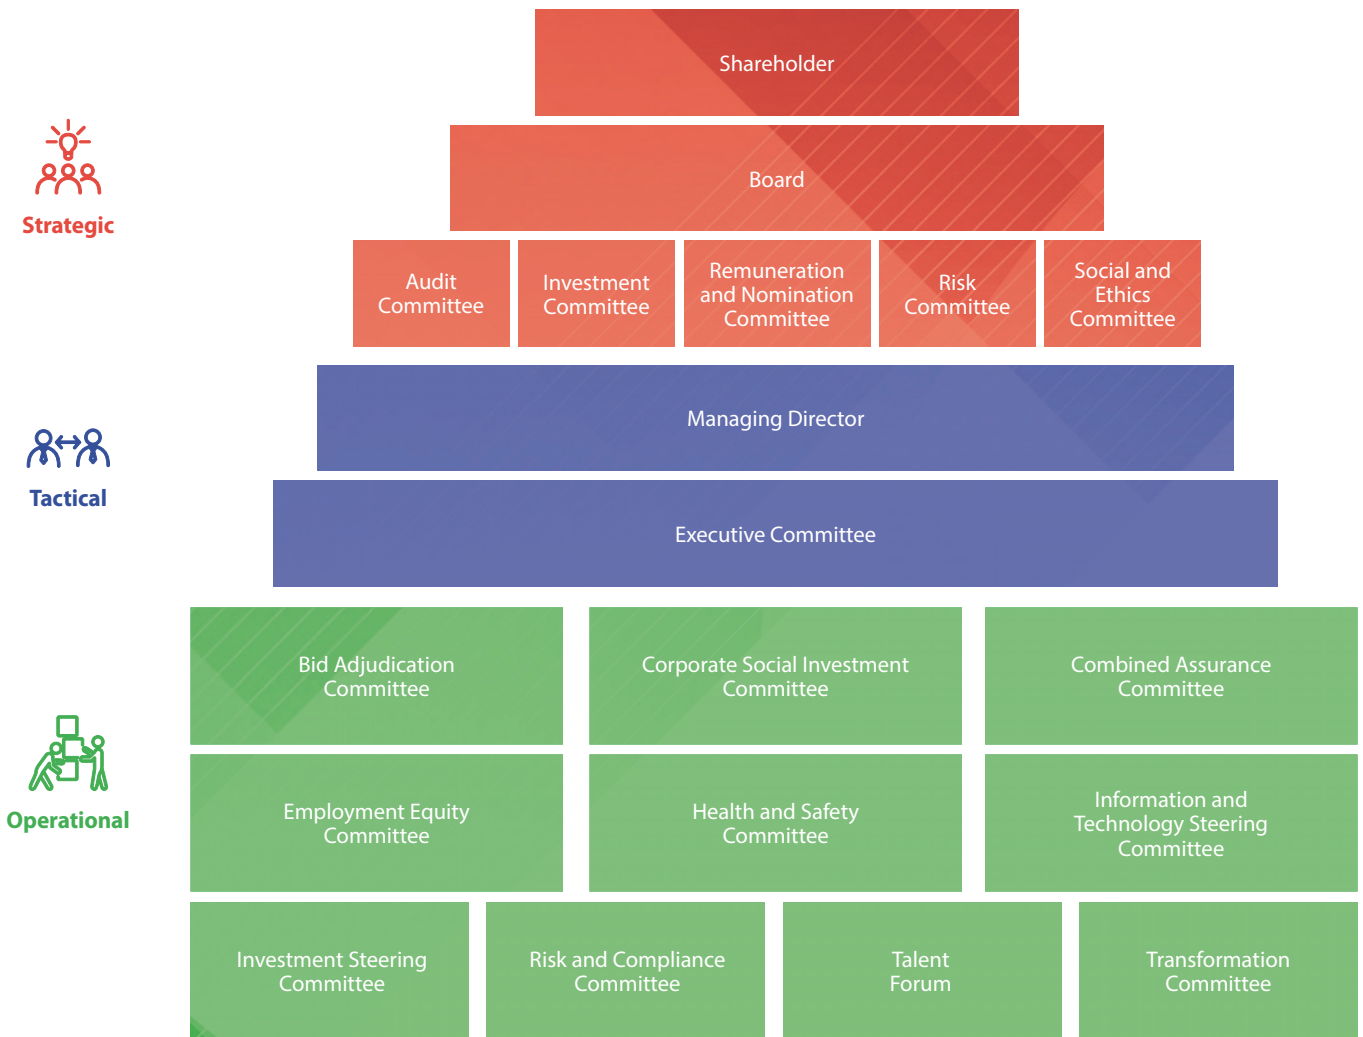 Shareholder
Board
Strategic
Audit
Committee
Investment
Committee
Remuneration
and Nomination
Committee
Risk
Committee
Social and
Ethics
Committee
Managing Director
Tactical
Executive Committee
Bid Adjudication
Committee
Corporate Social Investment
Committee
Combined Assurance
Committee
Operational
Employment Equity
Committee
Health and Safety
Committee
Information and
Technology Steering
Committee
Investment Steering
Committee
Risk and Compliance
Committee
Talent
Forum
Transformation
Committee